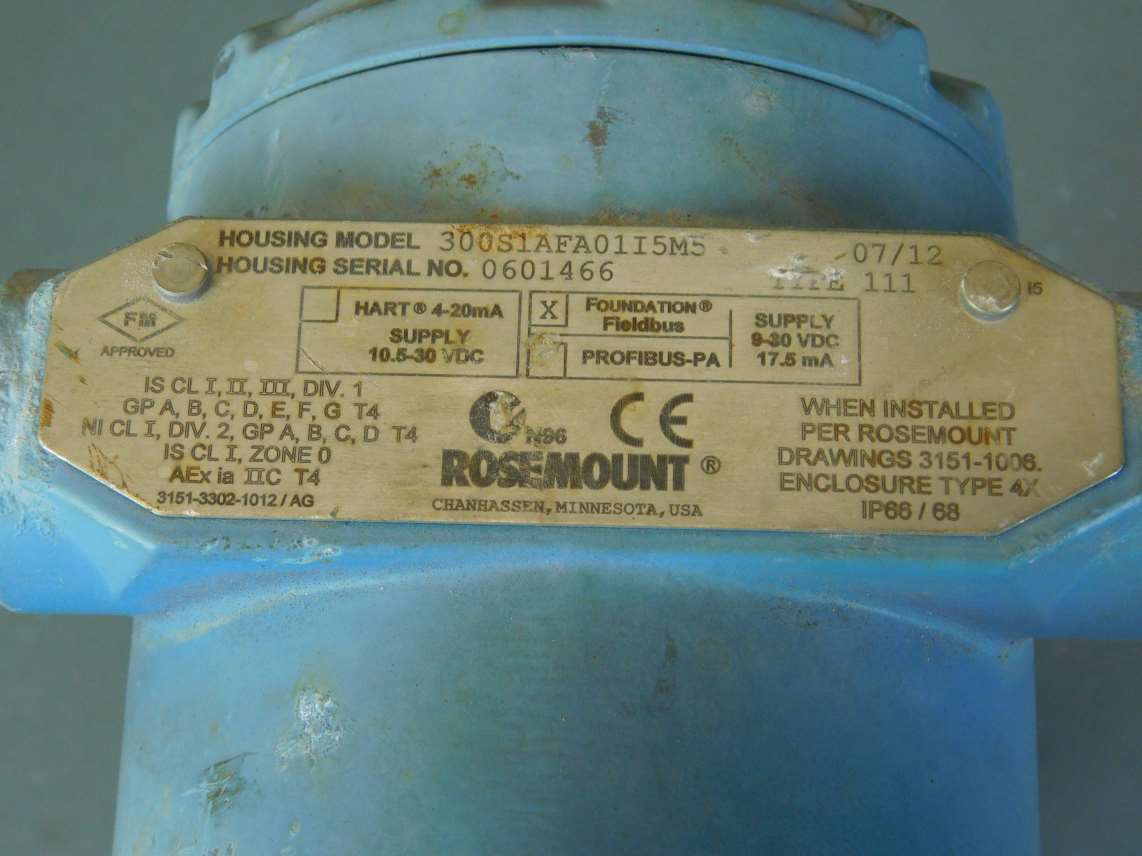 HOUSING MODEL 300S1AFA01I5M5 07/12
HOUSING SERIAL NO. 0601466 TYPE 111
I5
FM
APPROVED
HART® 4-20mA
SUPPLY
10.5-30 VDC
X FOUNDATION®
Fieldbus
PROFIBUS-PA
SUPPLY
9-30 VDC
17.5 mA
IS CL I, II, III, DIV. 1
GP A, B, C, D, E, F, G T4
NI CL I, DIV. 2, GP A, B, C, D T4
IS CL I, ZONE 0
AEx ia IIC T4
3151-3302-1012 / AG
N96
CE
ROSEMOUNT®
CHANHASSEN, MINNESOTA, USA
WHEN INSTALLED
PER ROSEMOUNT
DRAWINGS 3151-1006.
ENCLOSURE TYPE 4X
IP66 / 68